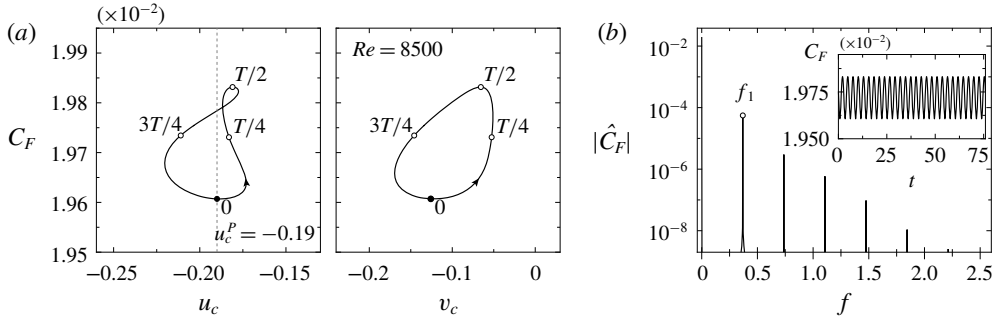 (a)
(×10⁻²)
1.99
1.98
1.97
1.96
1.95
C_F
T/2
3T/4
T/4
0
u_c^P = −0.19
−0.25
−0.20
−0.15
u_c
Re = 8500
T/2
3T/4
T/4
0
−0.2
−0.1
0
v_c
(b)
10⁻²
10⁻⁴
10⁻⁶
10⁻⁸
|Ĉ_F|
f₁
C_F (×10⁻²)
1.975
1.950
0
25
50
75
t
0
0.5
1.0
1.5
2.0
2.5
f